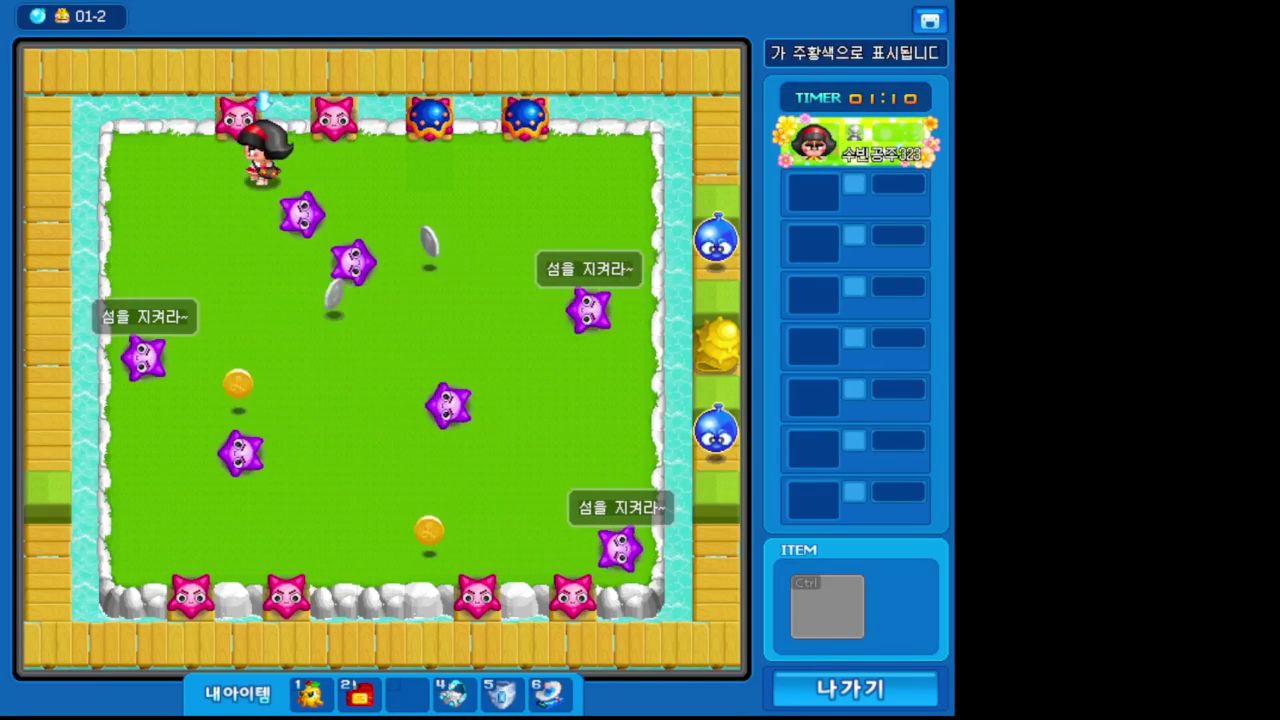 01-2
가 주황색으로 표시됩니다
TIMER 01:10
수빈공주323
섬을 지켜라~
섬을 지켜라~
섬을 지켜라~
ITEM
Ctrl
내아이템
1
2
4
5
6
나가기